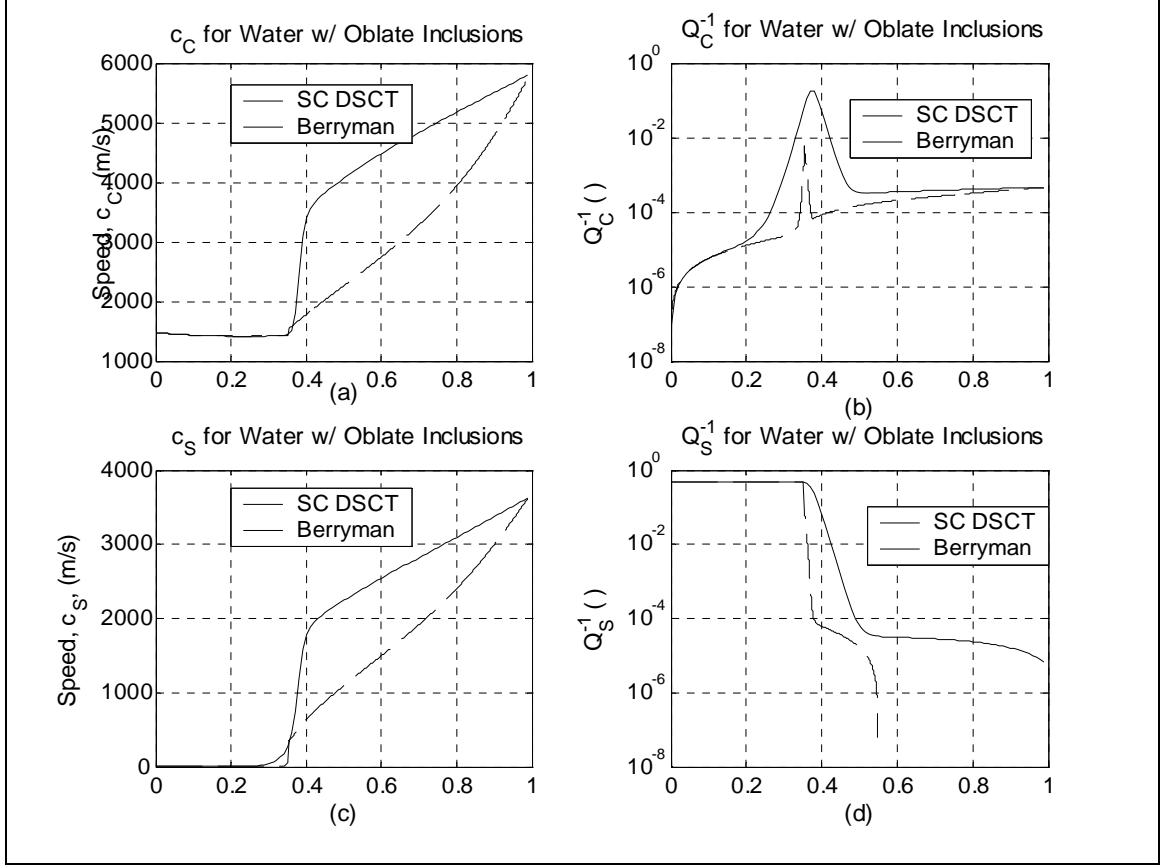 c_C for Water w/ Oblate Inclusions
6000
5000
4000
3000
2000
1000
Speed, c_C, (m/s)
SC DSCT
Berryman
0 0.2 0.4 0.6 0.8 1
(a)
Q_C^-1 for Water w/ Oblate Inclusions
10^0
10^-2
10^-4
10^-6
10^-8
Q_C^-1 ( )
SC DSCT
Berryman
0 0.2 0.4 0.6 0.8 1
(b)
c_S for Water w/ Oblate Inclusions
4000
3000
2000
1000
0
Speed, c_S, (m/s)
SC DSCT
Berryman
0 0.2 0.4 0.6 0.8 1
(c)
Q_S^-1 for Water w/ Oblate Inclusions
10^0
10^-2
10^-4
10^-6
10^-8
Q_S^-1 ( )
SC DSCT
Berryman
0 0.2 0.4 0.6 0.8 1
(d)